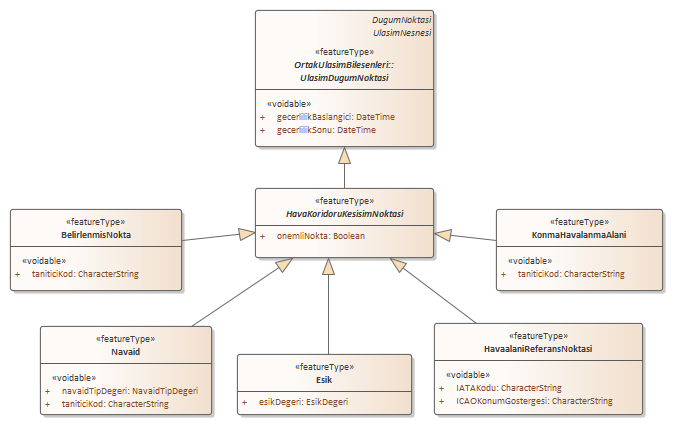 DugumNoktasi
UlasimNesnesi
«featureType»
OrtakUlasimBilesenleri::
UlasimDugumNoktasi
«voidable»
+ gecerlilikBaslangici: DateTime
+ gecerlilikSonu: DateTime
«featureType»
HavaKoridoruKesisimNoktasi
+ onemliNokta: Boolean
«featureType»
BelirlenmisNokta
«voidable»
+ taniticiKod: CharacterString
«featureType»
KonmaHavalanmaAlani
«voidable»
+ taniticiKod: CharacterString
«featureType»
Navaid
«voidable»
+ navaidTipDegeri: NavaidTipDegeri
+ taniticiKod: CharacterString
«featureType»
Esik
+ esikDegeri: EsikDegeri
«featureType»
HavaalaniReferansNoktasi
«voidable»
+ IATAKodu: CharacterString
+ ICAOKonumGostergesi: CharacterString